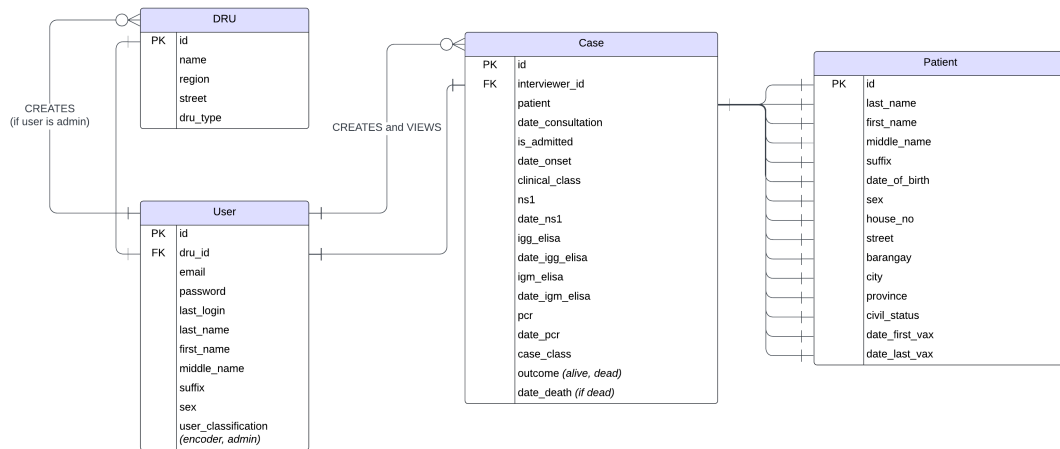 DRU
PK id
name
region
street
dru_type
CREATES
(if user is admin)
User
PK id
FK dru_id
email
password
last_login
last_name
first_name
middle_name
suffix
sex
user_classification
(encoder, admin)
CREATES and VIEWS
Case
PK id
FK interviewer_id
patient
date_consultation
is_admitted
date_onset
clinical_class
ns1
date_ns1
igg_elisa
date_igg_elisa
igm_elisa
date_igm_elisa
pcr
date_pcr
case_class
outcome (alive, dead)
date_death (if dead)
Patient
PK id
last_name
first_name
middle_name
suffix
date_of_birth
sex
house_no
street
barangay
city
province
civil_status
date_first_vax
date_last_vax